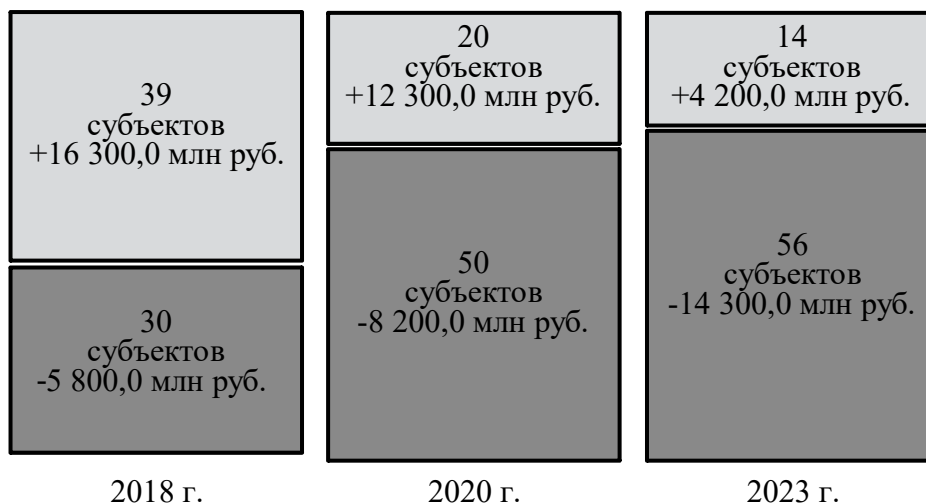 39
субъектов
+16 300,0 млн руб.
30
субъектов
-5 800,0 млн руб.
2018 г.
20
субъектов
+12 300,0 млн руб.
50
субъектов
-8 200,0 млн руб.
2020 г.
14
субъектов
+4 200,0 млн руб.
56
субъектов
-14 300,0 млн руб.
2023 г.